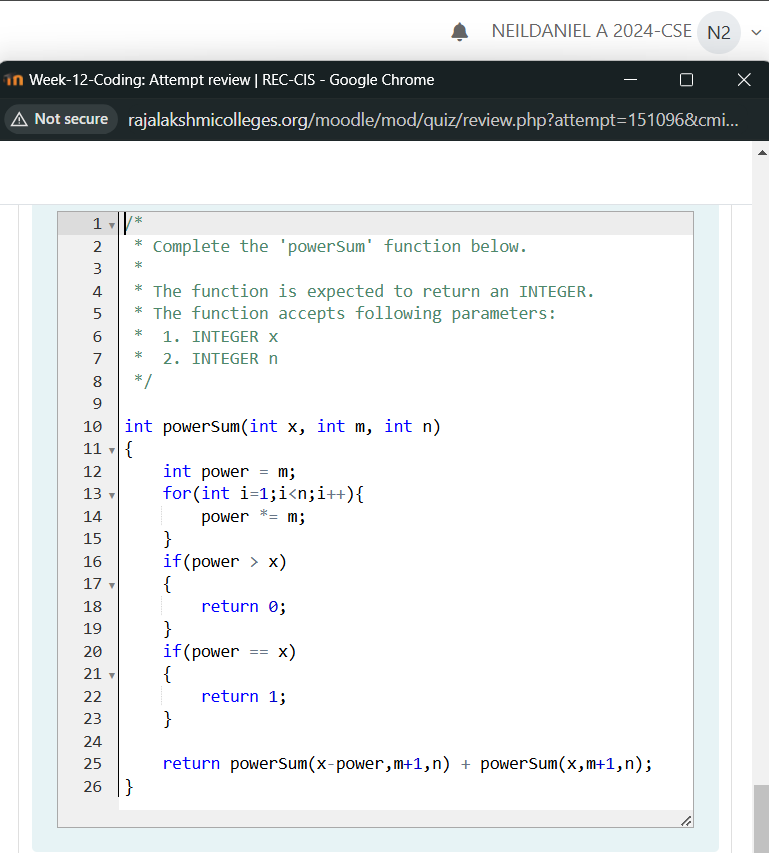 NEILDANIEL A 2024-CSE N2
Week-12-Coding: Attempt review | REC-CIS - Google Chrome
Not secure rajalakshmicolleges.org/moodle/mod/quiz/review.php?attempt=151096&cmi...
1 /*
2  * Complete the 'powerSum' function below.
3  *
4  * The function is expected to return an INTEGER.
5  * The function accepts following parameters:
6  *  1. INTEGER x
7  *  2. INTEGER n
8  */
9
10 int powerSum(int x, int m, int n)
11 {
12     int power = m;
13     for(int i=1;i<n;i++){
14         power *= m;
15     }
16     if(power > x)
17     {
18         return 0;
19     }
20     if(power == x)
21     {
22         return 1;
23     }
24
25     return powerSum(x-power,m+1,n) + powerSum(x,m+1,n);
26 }